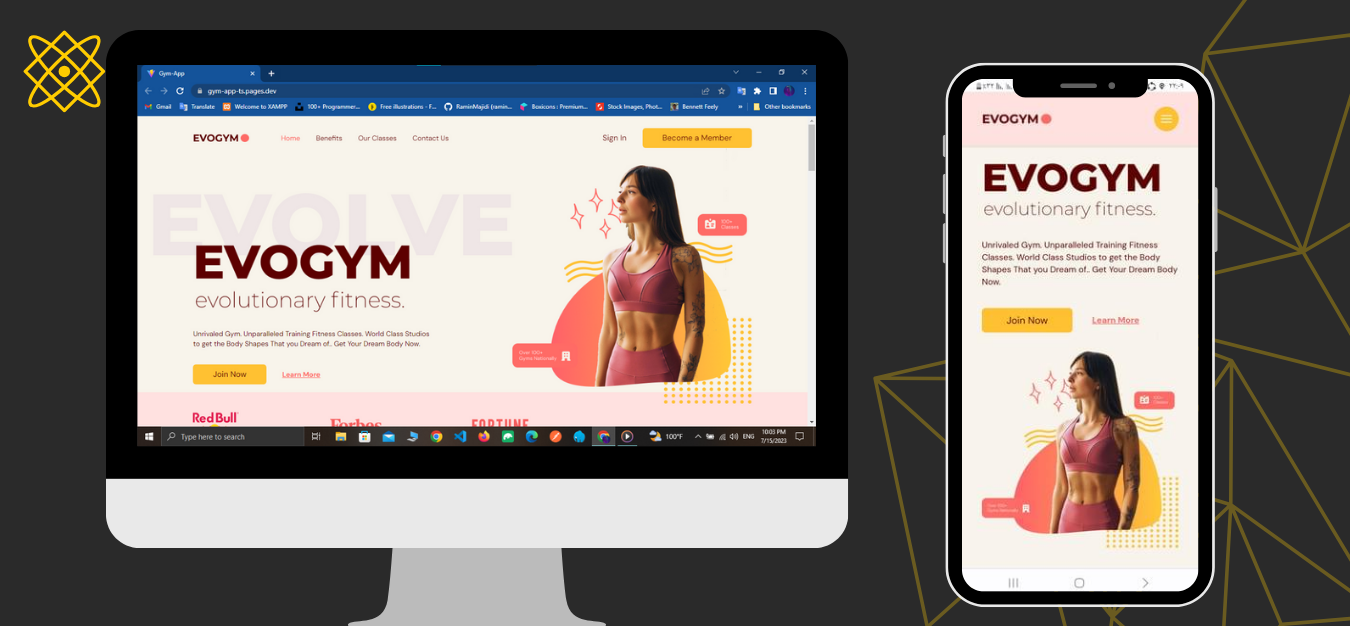 Gym-App
gym-app-ts.pages.dev
Gmail
Translate
Welcome to XAMPP
100+ Programmer...
Free illustrations - F...
RaminMajidi (ramin...
Boxicons : Premium...
Stock Images, Phot...
Bennett Feely
»
Other bookmarks
EVOGYM
Home
Benefits
Our Classes
Contact Us
Sign In
Become a Member
EVOLVE
EVOGYM
evolutionary fitness.
Unrivaled Gym. Unparalleled Training Fitness Classes. World Class Studios
to get the Body Shapes That you Dream of.. Get Your Dream Body Now.
Join Now
Learn More
100+
Classes
Over 100+
Gyms Nationally
Red Bull
Forbes
FORTUNE
Type here to search
100°F
ENG
10:05 PM
7/15/2023
٢٢:٠٩
EVOGYM
EVOGYM
evolutionary fitness.
Unrivaled Gym. Unparalleled Training Fitness
Classes. World Class Studios to get the Body
Shapes That you Dream of.. Get Your Dream Body
Now.
Join Now
Learn More
100+
Classes
Over 100+
Gyms Nationally